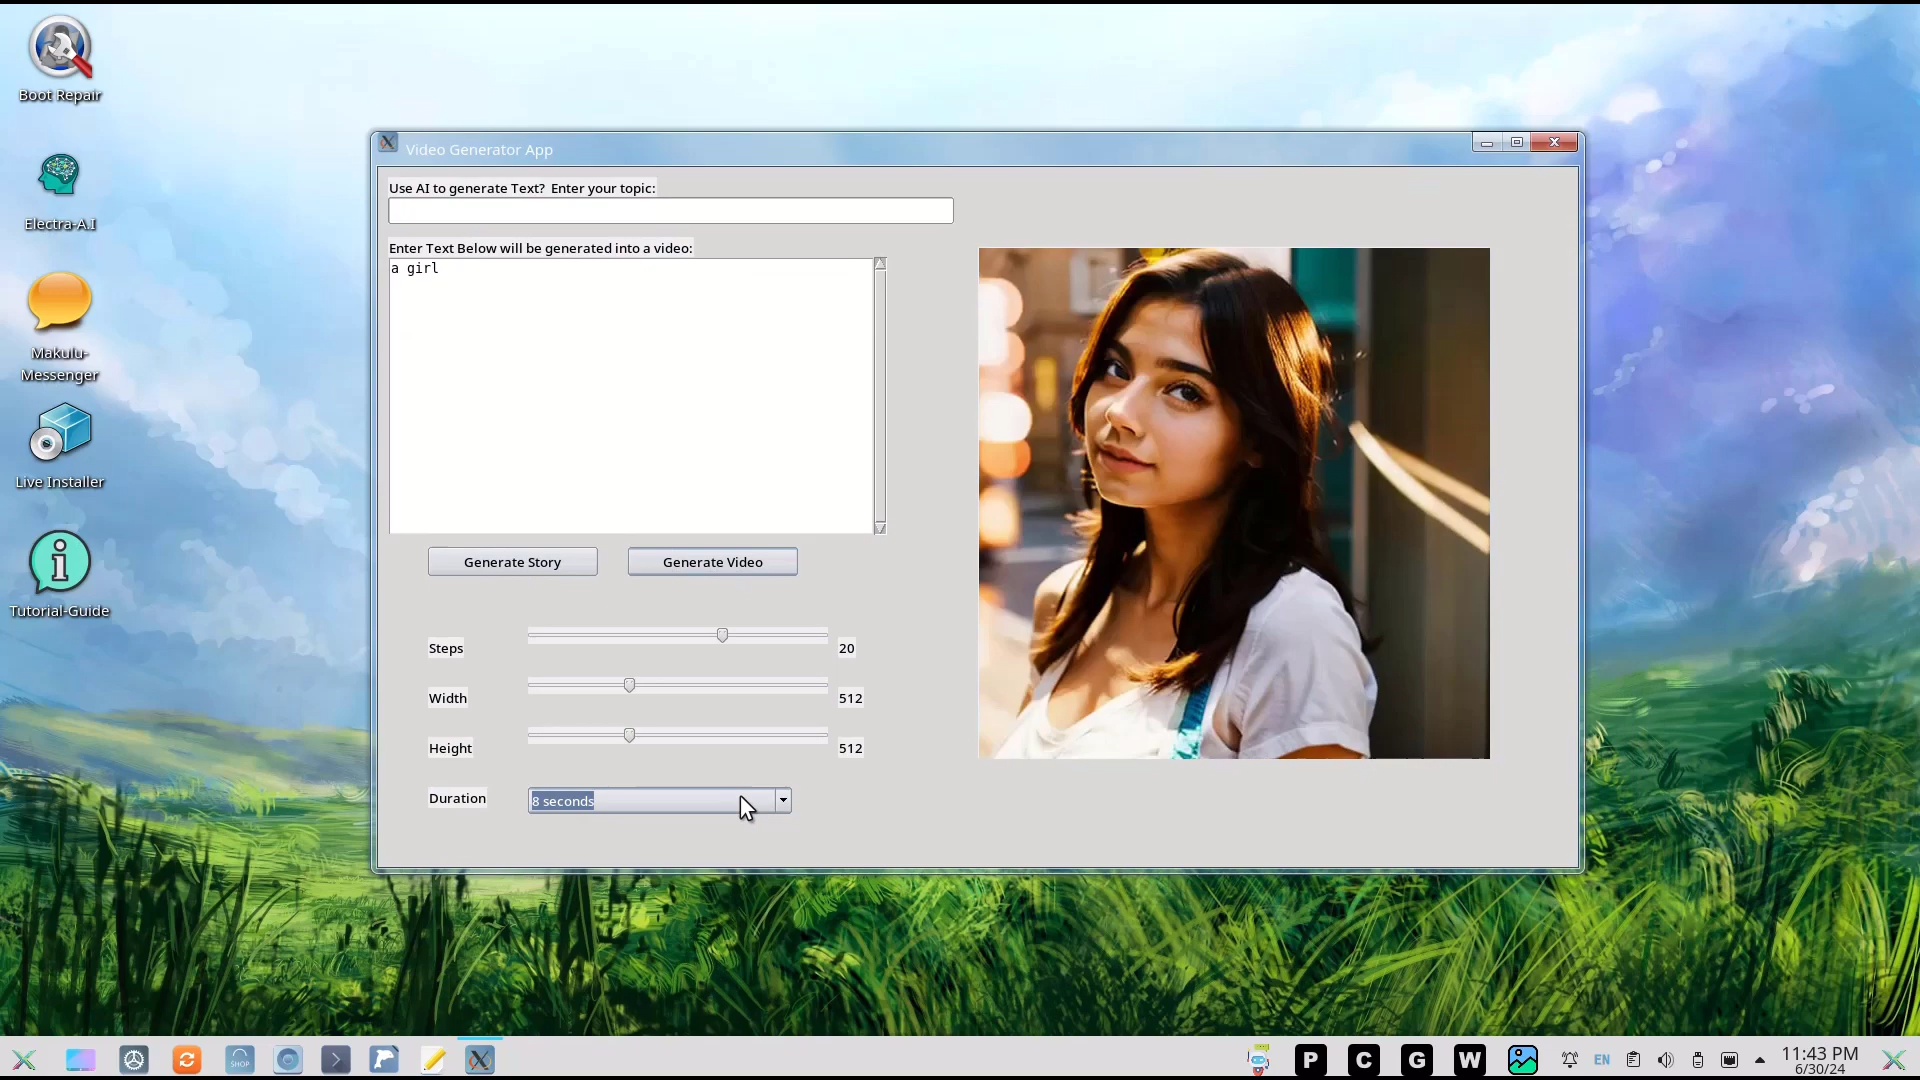 Boot Repair
Electra-A.I
Makulu-
Messenger
Live Installer
Tutorial-Guide
Video Generator App
Use AI to generate Text?  Enter your topic:
Enter Text Below will be generated into a video:
a girl
Generate Story
Generate Video
Steps
20
Width
512
Height
512
Duration
8 seconds
SHOP
P
C
G
W
EN
11:43 PM
6/30/24